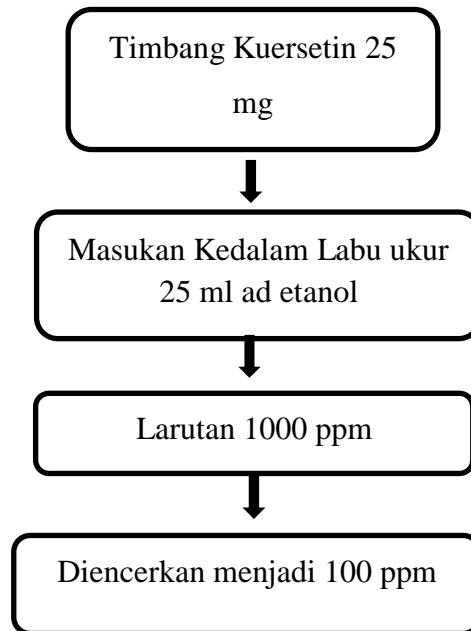 Timbang Kuersetin 25
mg
Masukan Kedalam Labu ukur
25 ml ad etanol
Larutan 1000 ppm
Diencerkan menjadi 100 ppm